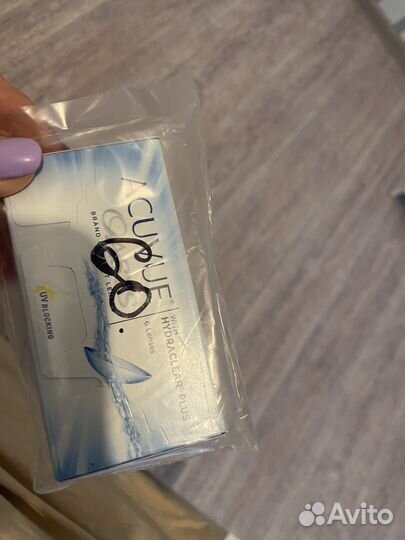 ACUVUE®
OASYS
BRAND
with
HYDRACLEAR® PLUS
6 Lenses
UV BLOCKING
Avito